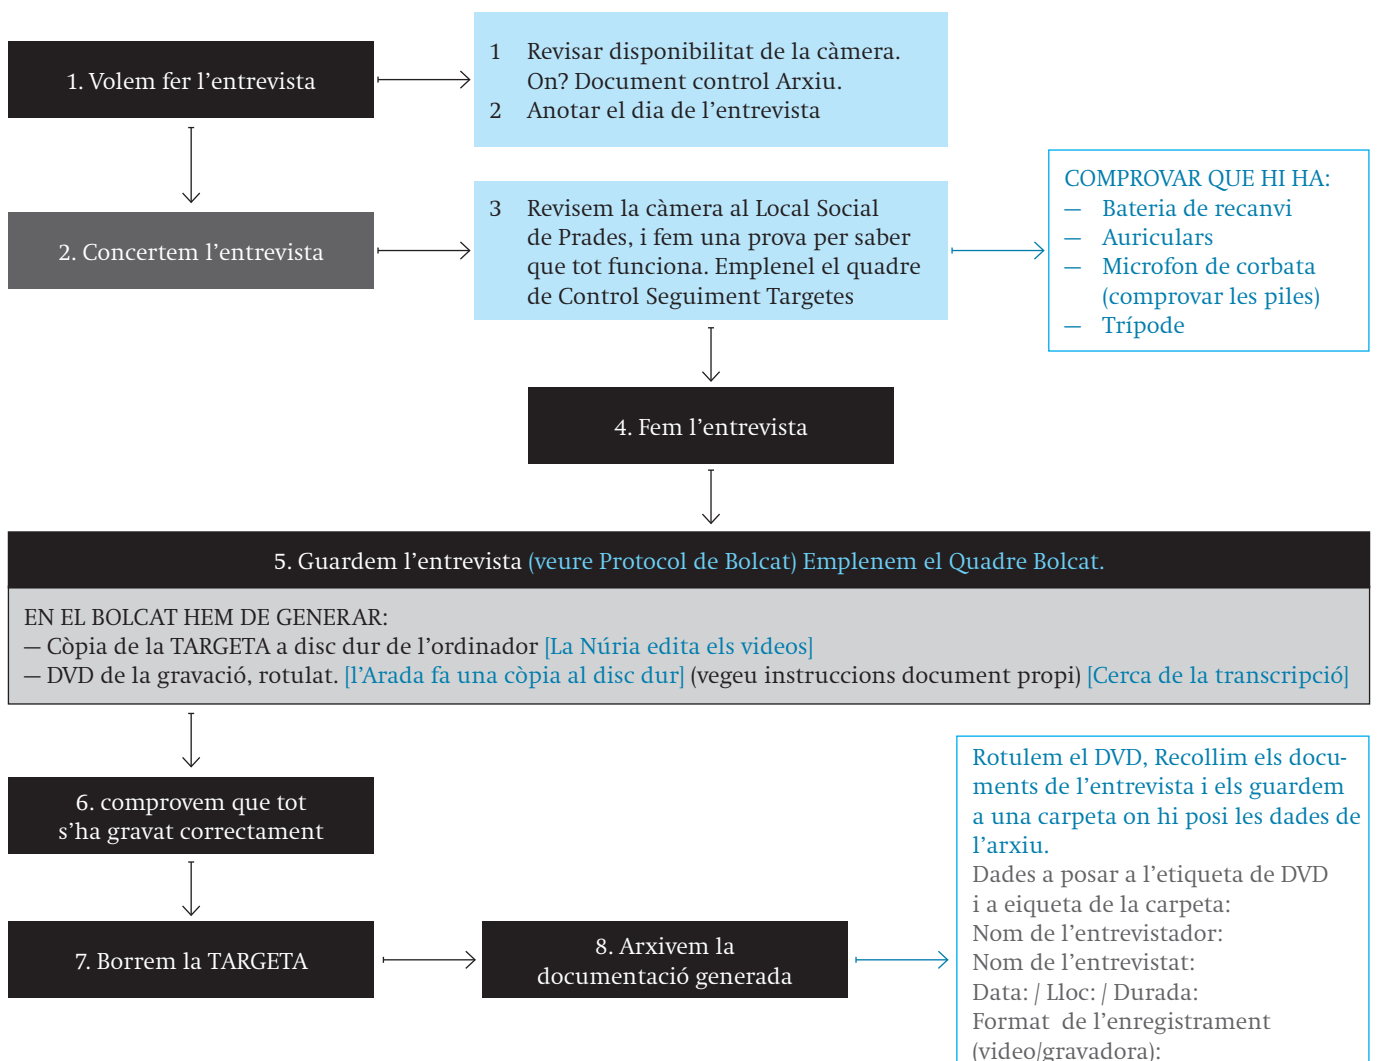 1. Volem fer l’entrevista
1 Revisar disponibilitat de la càmera.
On? Document control Arxiu.
2 Anotar el dia de l’entrevista
2. Concertem l’entrevista
3 Revisem la càmera al Local Social
de Prades, i fem una prova per saber
que tot funciona. Emplenel el quadre
de Control Seguiment Targetes
COMPROVAR QUE HI HA:
— Bateria de recanvi
— Auriculars
— Microfon de corbata
(comprovar les piles)
— Trípode
4. Fem l’entrevista
5. Guardem l’entrevista (veure Protocol de Bolcat) Emplenem el Quadre Bolcat.
EN EL BOLCAT HEM DE GENERAR:
— Còpia de la TARGETA a disc dur de l’ordinador [La Núria edita els videos]
— DVD de la gravació, rotulat. [l’Arada fa una còpia al disc dur] (vegeu instruccions document propi) [Cerca de la transcripció]
6. comprovem que tot
s’ha gravat correctament
7. Borrem la TARGETA
8. Arxivem la
documentació generada
Rotulem el DVD, Recollim els docu-
ments de l’entrevista i els guardem
a una carpeta on hi posi les dades de
l’arxiu.
Dades a posar a l’etiqueta de DVD
i a eiqueta de la carpeta:
Nom de l’entrevistador:
Nom de l’entrevistat:
Data: / Lloc: / Durada:
Format de l’enregistrament
(video/gravadora):